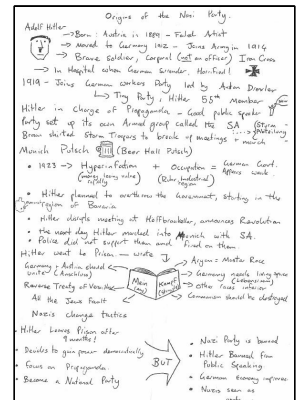 Origins of the Nazi Party.
Adolf Hitler
→ Born: Austria in 1889 - Failed Artist
→ moved to Germany 1912 - Joins Army in 1914
→ Brave soldier, Corporal (not an officer) Iron Cross
→ In Hospital when German Surrender. Horrified!
1919 - Joins German workers Party led by Anton Drexler
→ Tiny Party, Hitler 55th Member
Hitler in Charge of Propaganda - Good public speaker
Party set up its own Armed group called the SA (Sturm -
Brown shirted Storm Troopers to break up meetings + march
Munich Putsch (Beer Hall Putsch)
• 1923 → Hyperinflation + Occupation = German Govt.
(money losing value rapidly) (Ruhr Industrial region) Appears weak.
• Hitler planned to overthrow the Government, starting in the
region of Bavaria
• Hitler disrupts meeting at announces Revolution
• the next day Hitler marched into Munich with SA.
• Police did not support them and fired on them.
Hitler went to Prison - wrote
• Aryan = Master Race
Germany + Austria should unite (Anschluss)
Reverse Treaty of Versailles
All the Jews fault
Mein Kampf
Germany needs living space (Lebensraum)
other races inferior
Communism should be destroyed
Nazis change tactics
• Hitler leaves Prison after 9 months!
• Decides to gain power democratically
• Focus on Propaganda.
• Become a National Party
BUT
• Nazi Party is banned
• Hitler Banned from Public Speaking
• German Economy improves
• Nazis seen as